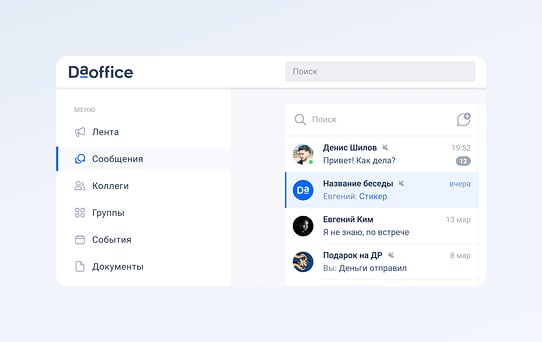 Daoffice
Поиск
МЕНЮ
Лента
Сообщения
Коллеги
Группы
События
Документы
Поиск
Денис Шилов 19:52
Привет! Как дела? 12
Da Название беседы вчера
Евгений: Стикер
Евгений Ким 13 мар
Я не знаю, по встрече
Подарок на ДР 8 мар
Вы: Деньги отправил